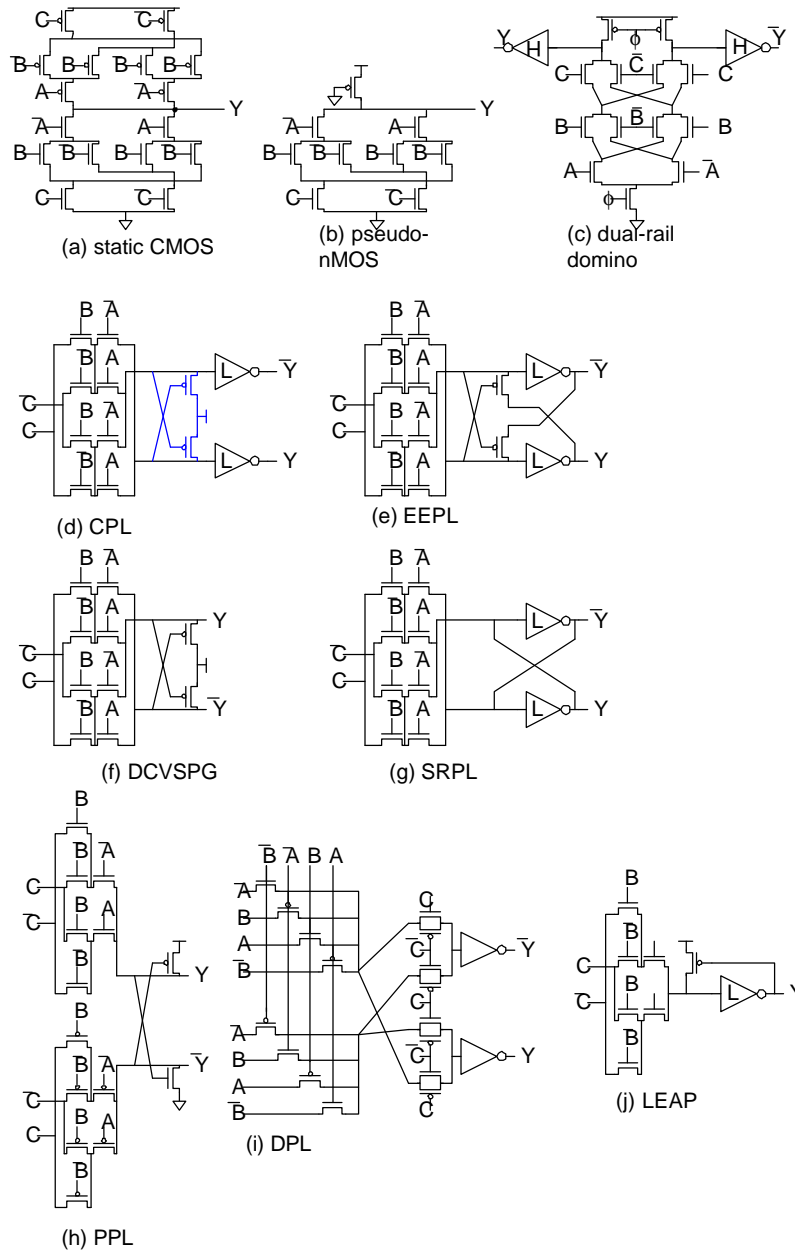 C C̅
B̅ B B̅ B
A A̅
Y
A̅ A
B B̅ B B̅
C C̅
(a) static CMOS
Y
A̅ A
B B̅ B B̅
C C̅
(b) pseudo-
nMOS
Y H ϕ H Y̅
C C̅ C
B B̅ B
A A̅
ϕ
(c) dual-rail
domino
B A̅
B̅ A
L Y̅
C̅
C
B A̅
B̅ A
L Y
(d) CPL
B A̅
B̅ A
L Y̅
C̅
C
B A̅
B̅ A
L Y
(e) EEPL
B A̅
B̅ A
Y
C̅
C
B A̅
B̅ A
Y̅
(f) DCVSPG
B A̅
B̅ A
L Y̅
C̅
C
B A̅
B̅ A
L Y
(g) SRPL
B
B̅ A̅
C
C̅
B A
B̅
Y
B
B̅ A̅
Y̅
C̅
C
B A
B̅
(h) PPL
B̅ A̅ B A
A̅
B
A
B̅
A̅
B
A
B̅
C
C̅
Y̅
C
C̅
Y
C
(i) DPL
B
B̅
C
C̅
B
L Y
B̅
(j) LEAP